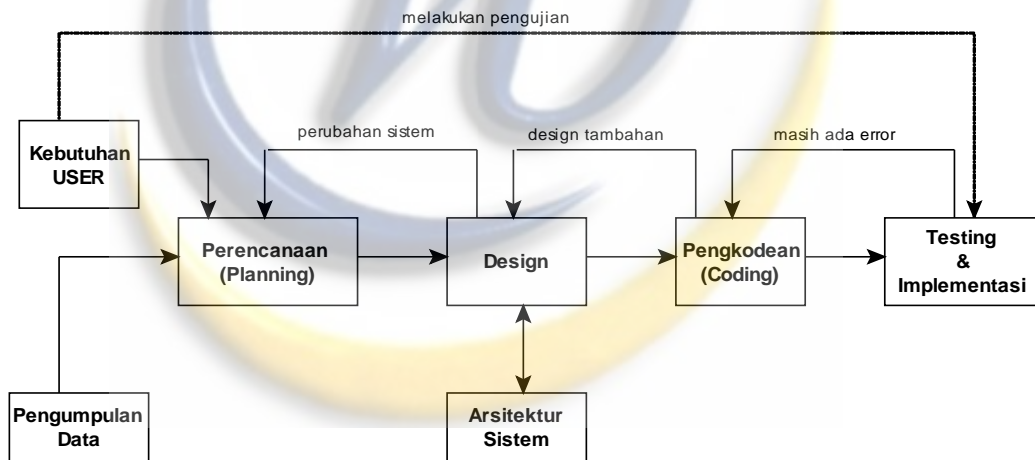 melakukan pengujian
perubahan sistem
design tambahan
masih ada error
Kebutuhan
USER
Perencanaan
(Planning)
Design
Pengkodean
(Coding)
Testing
&
Implementasi
Pengumpulan
Data
Arsitektur
Sistem